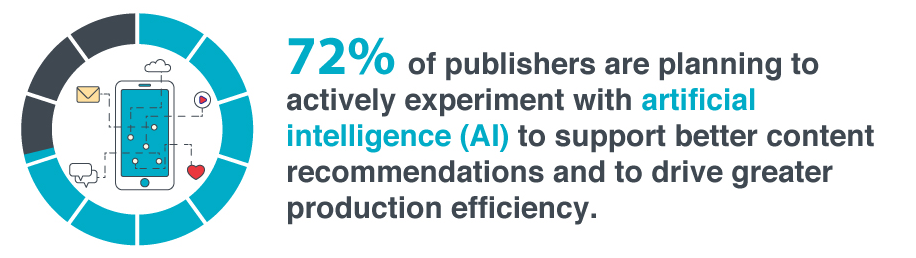 72% of publishers are planning to
actively experiment with artificial
intelligence (AI) to support better content
recommendations and to drive greater
production efficiency.